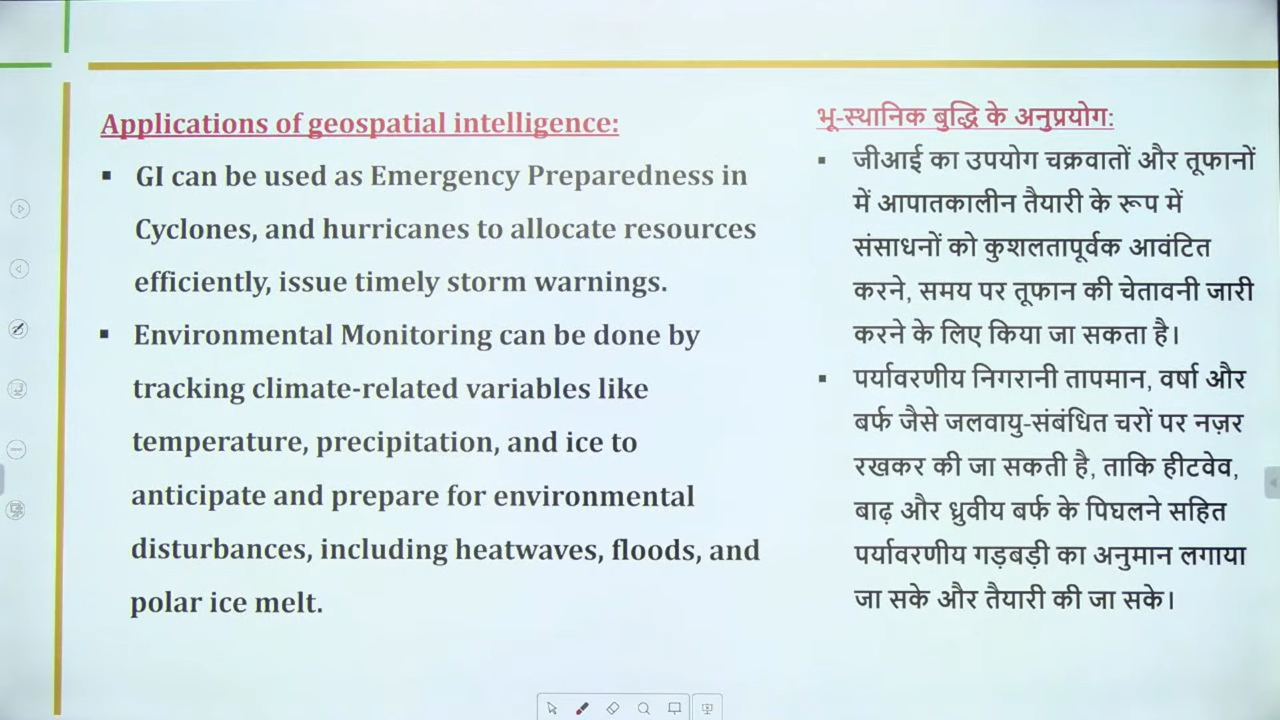 Applications of geospatial intelligence:
▪ GI can be used as Emergency Preparedness in
Cyclones, and hurricanes to allocate resources
efficiently, issue timely storm warnings.
▪ Environmental Monitoring can be done by
tracking climate-related variables like
temperature, precipitation, and ice to
anticipate and prepare for environmental
disturbances, including heatwaves, floods, and
polar ice melt.
भू-स्थानिक बुद्धि के अनुप्रयोग:
▪ जीआई का उपयोग चक्रवातों और तूफानों
में आपातकालीन तैयारी के रूप में
संसाधनों को कुशलतापूर्वक आवंटित
करने, समय पर तूफान की चेतावनी जारी
करने के लिए किया जा सकता है।
▪ पर्यावरणीय निगरानी तापमान, वर्षा और
बर्फ जैसे जलवायु-संबंधित चरों पर नज़र
रखकर की जा सकती है, ताकि हीटवेव,
बाढ़ और ध्रुवीय बर्फ के पिघलने सहित
पर्यावरणीय गड़बड़ी का अनुमान लगाया
जा सके और तैयारी की जा सके।